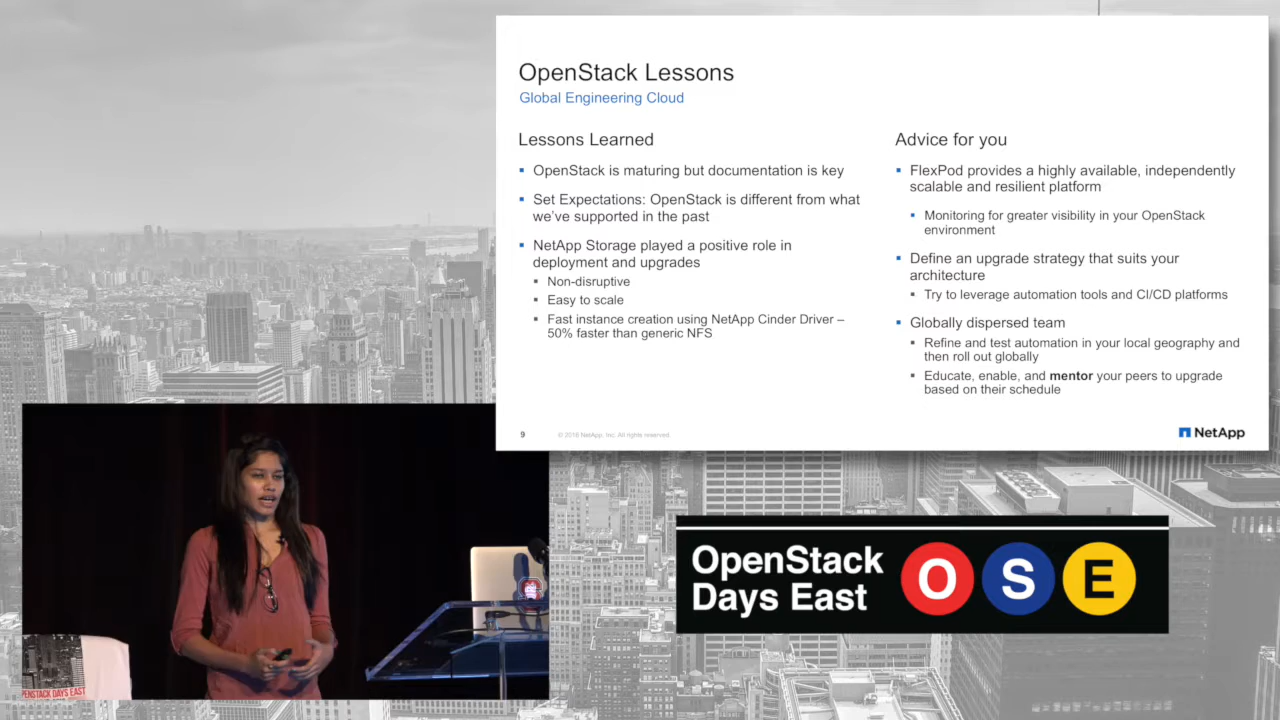 OpenStack Lessons
Global Engineering Cloud
Lessons Learned
▪ OpenStack is maturing but documentation is key
▪ Set Expectations: OpenStack is different from what
we've supported in the past
▪ NetApp Storage played a positive role in
deployment and upgrades
▪ Non-disruptive
▪ Easy to scale
▪ Fast instance creation using NetApp Cinder Driver –
50% faster than generic NFS
Advice for you
▪ FlexPod provides a highly available, independently
scalable and resilient platform
▪ Monitoring for greater visibility in your OpenStack
environment
▪ Define an upgrade strategy that suits your
architecture
▪ Try to leverage automation tools and CI/CD platforms
▪ Globally dispersed team
▪ Refine and test automation in your local geography and
then roll out globally
▪ Educate, enable, and mentor your peers to upgrade
based on their schedule
9
© 2016 NetApp, Inc. All rights reserved.
NetApp
OpenStack
Days East
O S E
PENSTACK DAYS EAST